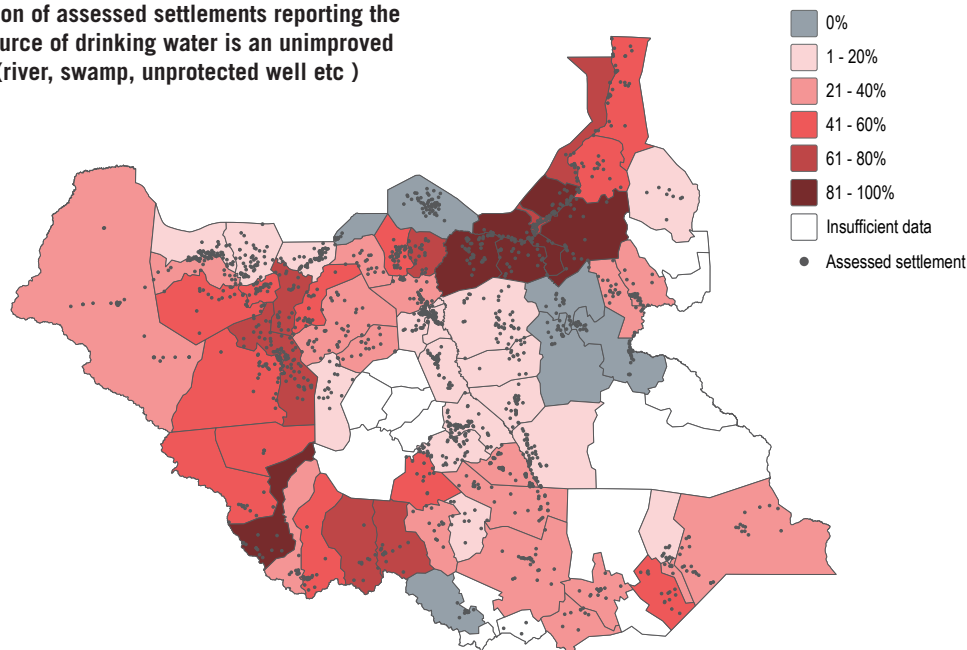 on of assessed settlements reporting the
urce of drinking water is an unimproved
(river, swamp, unprotected well etc )
0%
1 - 20%
21 - 40%
41 - 60%
61 - 80%
81 - 100%
Insufficient data
Assessed settlement